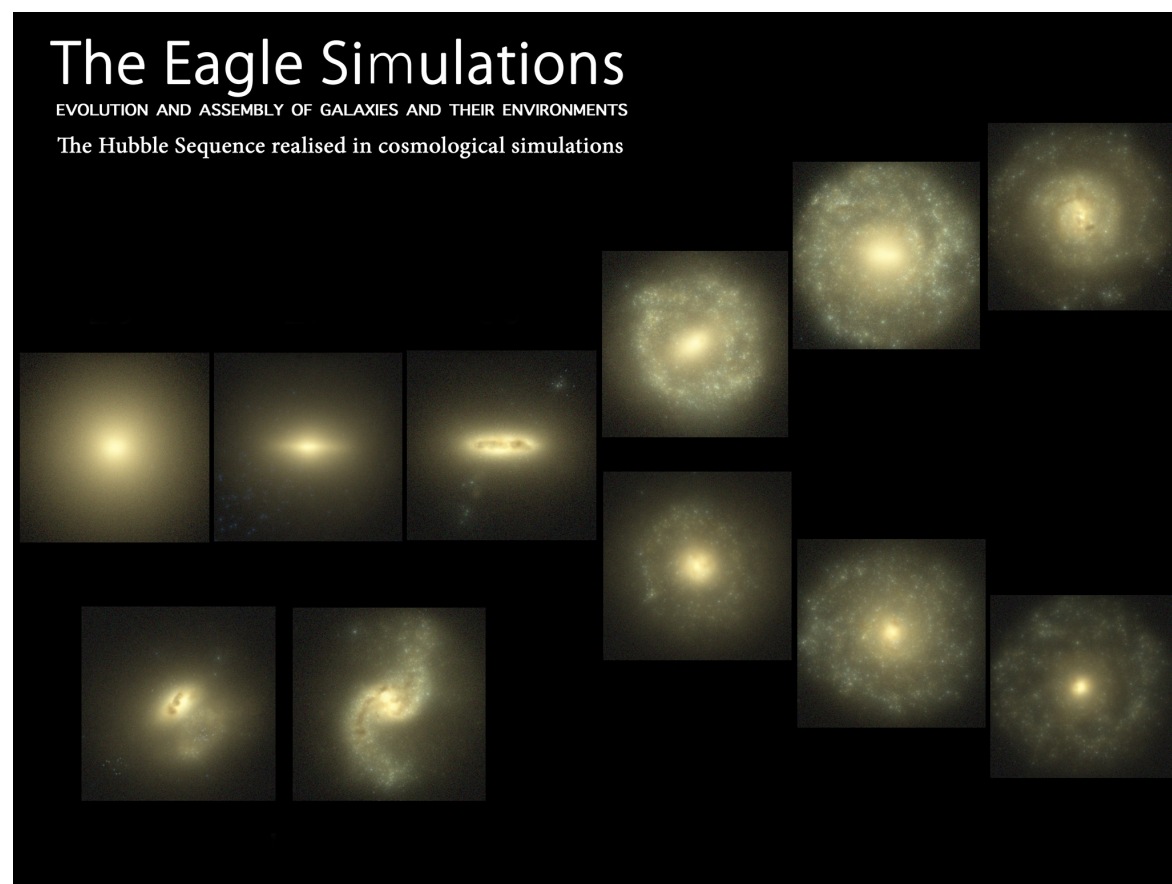 The Eagle Simulations
EVOLUTION AND ASSEMBLY OF GALAXIES AND THEIR ENVIRONMENTS
The Hubble Sequence realised in cosmological simulations